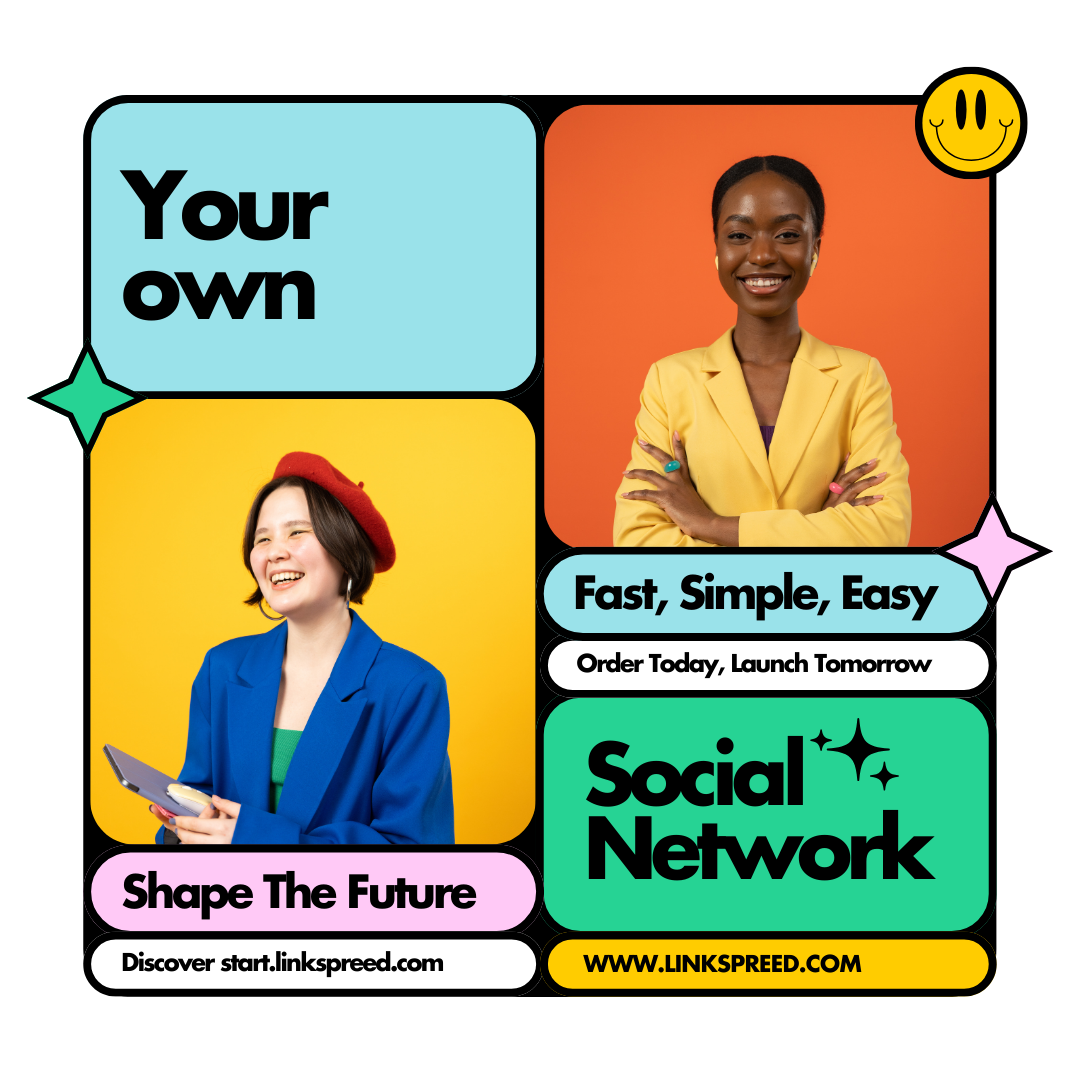 Your
own
Fast, Simple, Easy
Order Today, Launch Tomorrow
Social
Network
Shape The Future
Discover start.linkspreed.com
WWW.LINKSPREED.COM